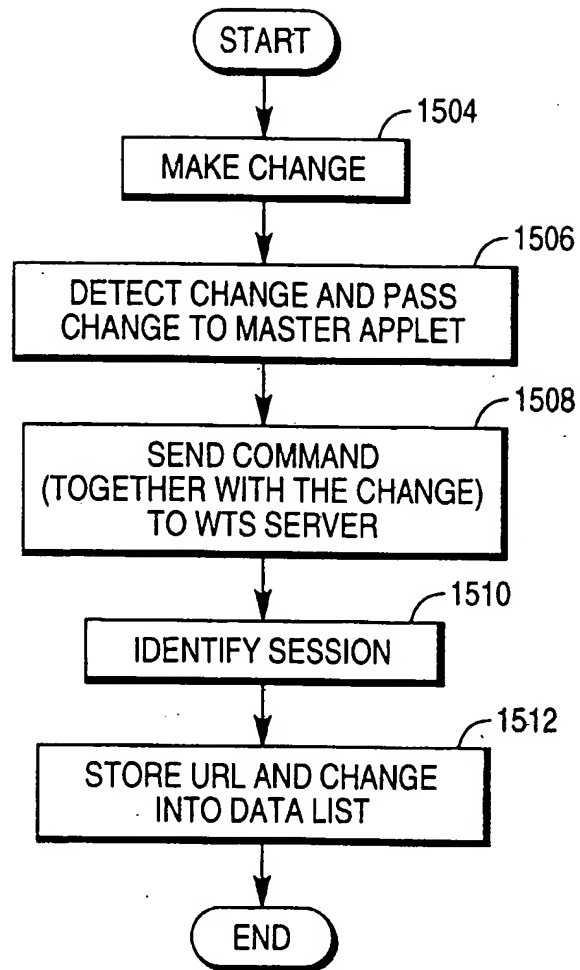 START
1504
MAKE CHANGE
1506
DETECT CHANGE AND PASS
CHANGE TO MASTER APPLET
1508
SEND COMMAND
(TOGETHER WITH THE CHANGE)
TO WTS SERVER
1510
IDENTIFY SESSION
1512
STORE URL AND CHANGE
INTO DATA LIST
END